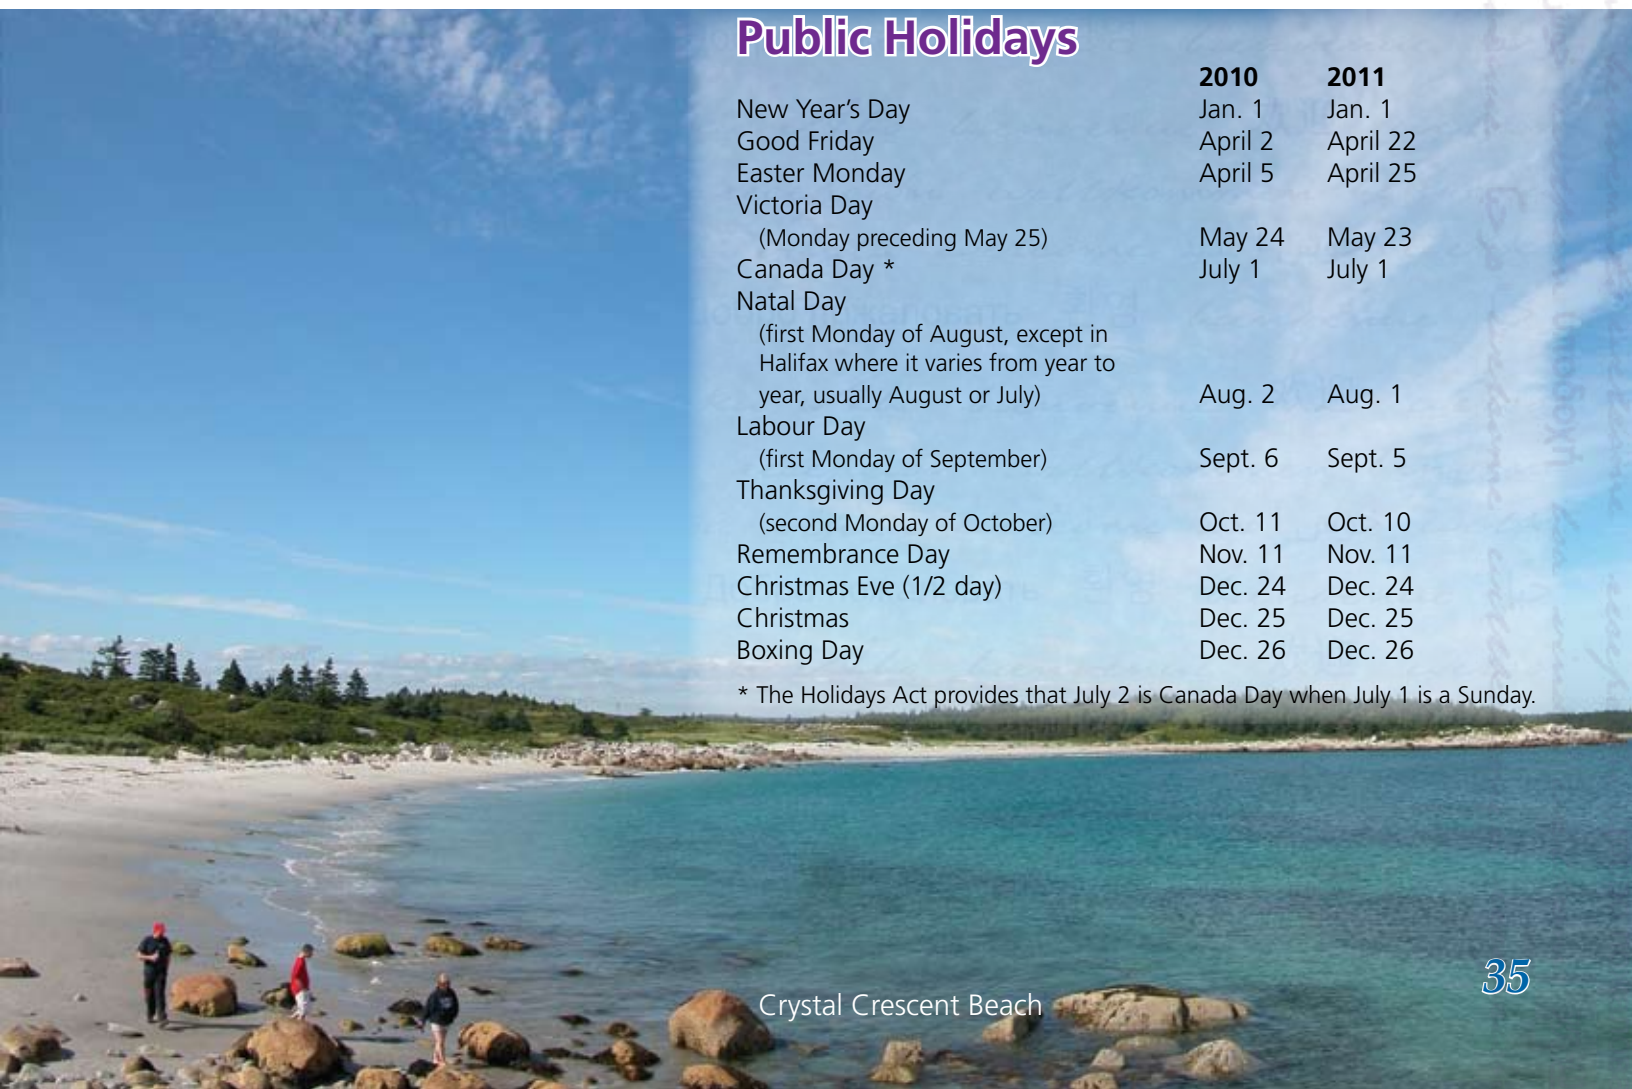 Public Holidays
2010 2011
New Year's Day Jan. 1 Jan. 1
Good Friday April 2 April 22
Easter Monday April 5 April 25
Victoria Day
(Monday preceding May 25) May 24 May 23
Canada Day * July 1 July 1
Natal Day
(first Monday of August, except in
Halifax where it varies from year to
year, usually August or July) Aug. 2 Aug. 1
Labour Day
(first Monday of September) Sept. 6 Sept. 5
Thanksgiving Day
(second Monday of October) Oct. 11 Oct. 10
Remembrance Day Nov. 11 Nov. 11
Christmas Eve (1/2 day) Dec. 24 Dec. 24
Christmas Dec. 25 Dec. 25
Boxing Day Dec. 26 Dec. 26
* The Holidays Act provides that July 2 is Canada Day when July 1 is a Sunday.
Crystal Crescent Beach
35